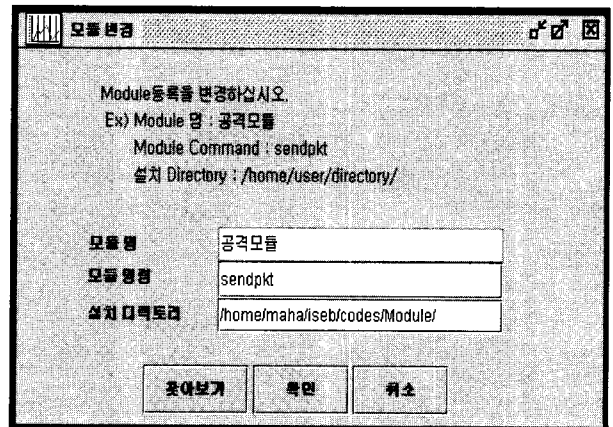 모듈 변경
Module등록을 변경하십시오.
Ex) Module 명 : 공격모듈
Module Command : sendpkt
설치 Directory : /home/user/directory/
모듈 명 공격모듈
모듈 명령 sendpkt
설치 디렉토리 /home/maha/iseb/codes/Module/
찾아보기 확인 취소